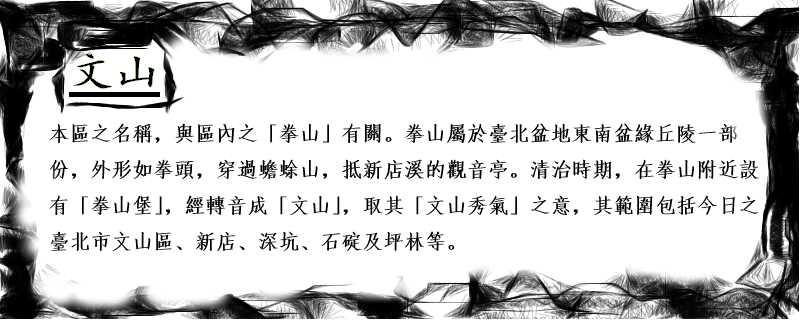 文山
本區之名稱，與區內之「拳山」有關。拳山屬於臺北盆地東南盆緣丘陵一部
份，外形如拳頭，穿過蟾蜍山，抵新店溪的觀音亭。清治時期，在拳山附近設
有「拳山堡」，經轉音成「文山」，取其「文山秀氣」之意，其範圍包括今日之
臺北市文山區、新店、深坑、石碇及坪林等。